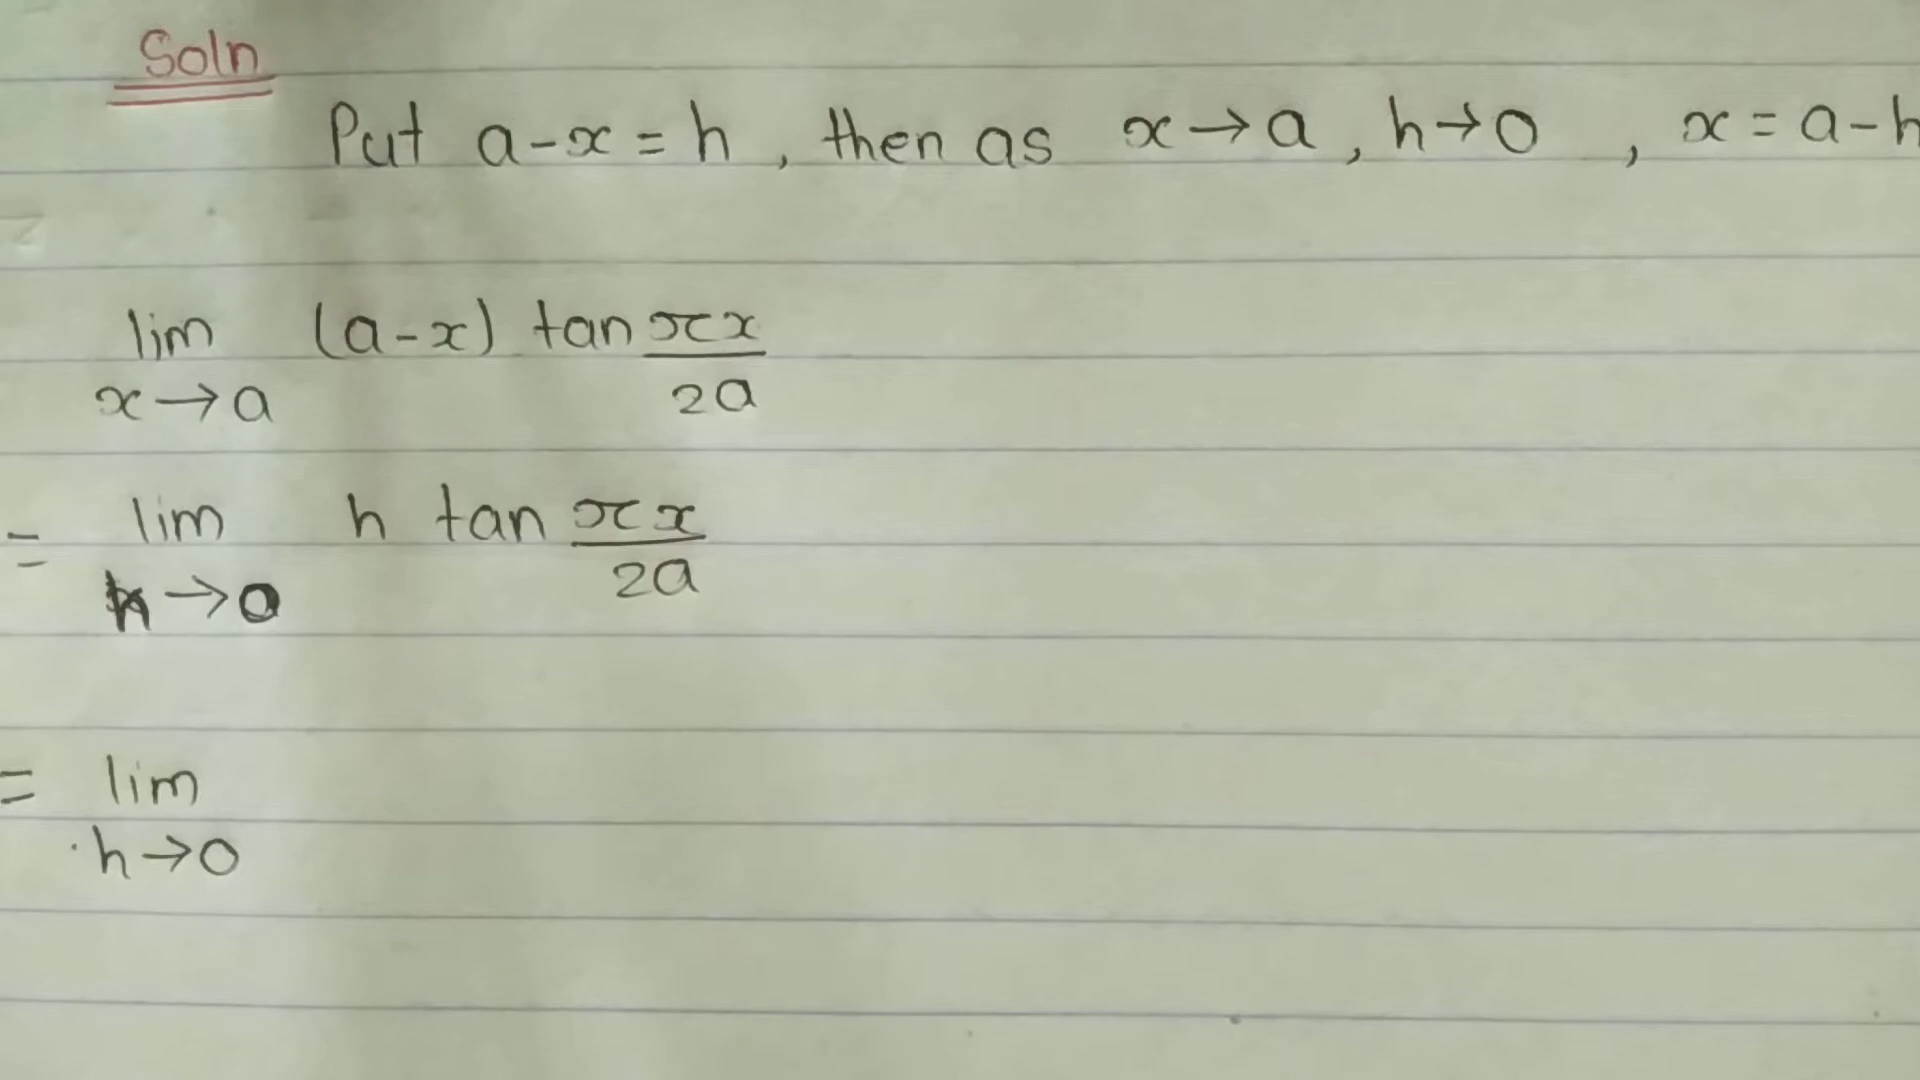 Soln
Put a-x=h, then as x→a, h→0, x=a-h
lim (a-x) tan πx
x→a 2a
= lim h tan πx
h→0 2a
= lim
h→0